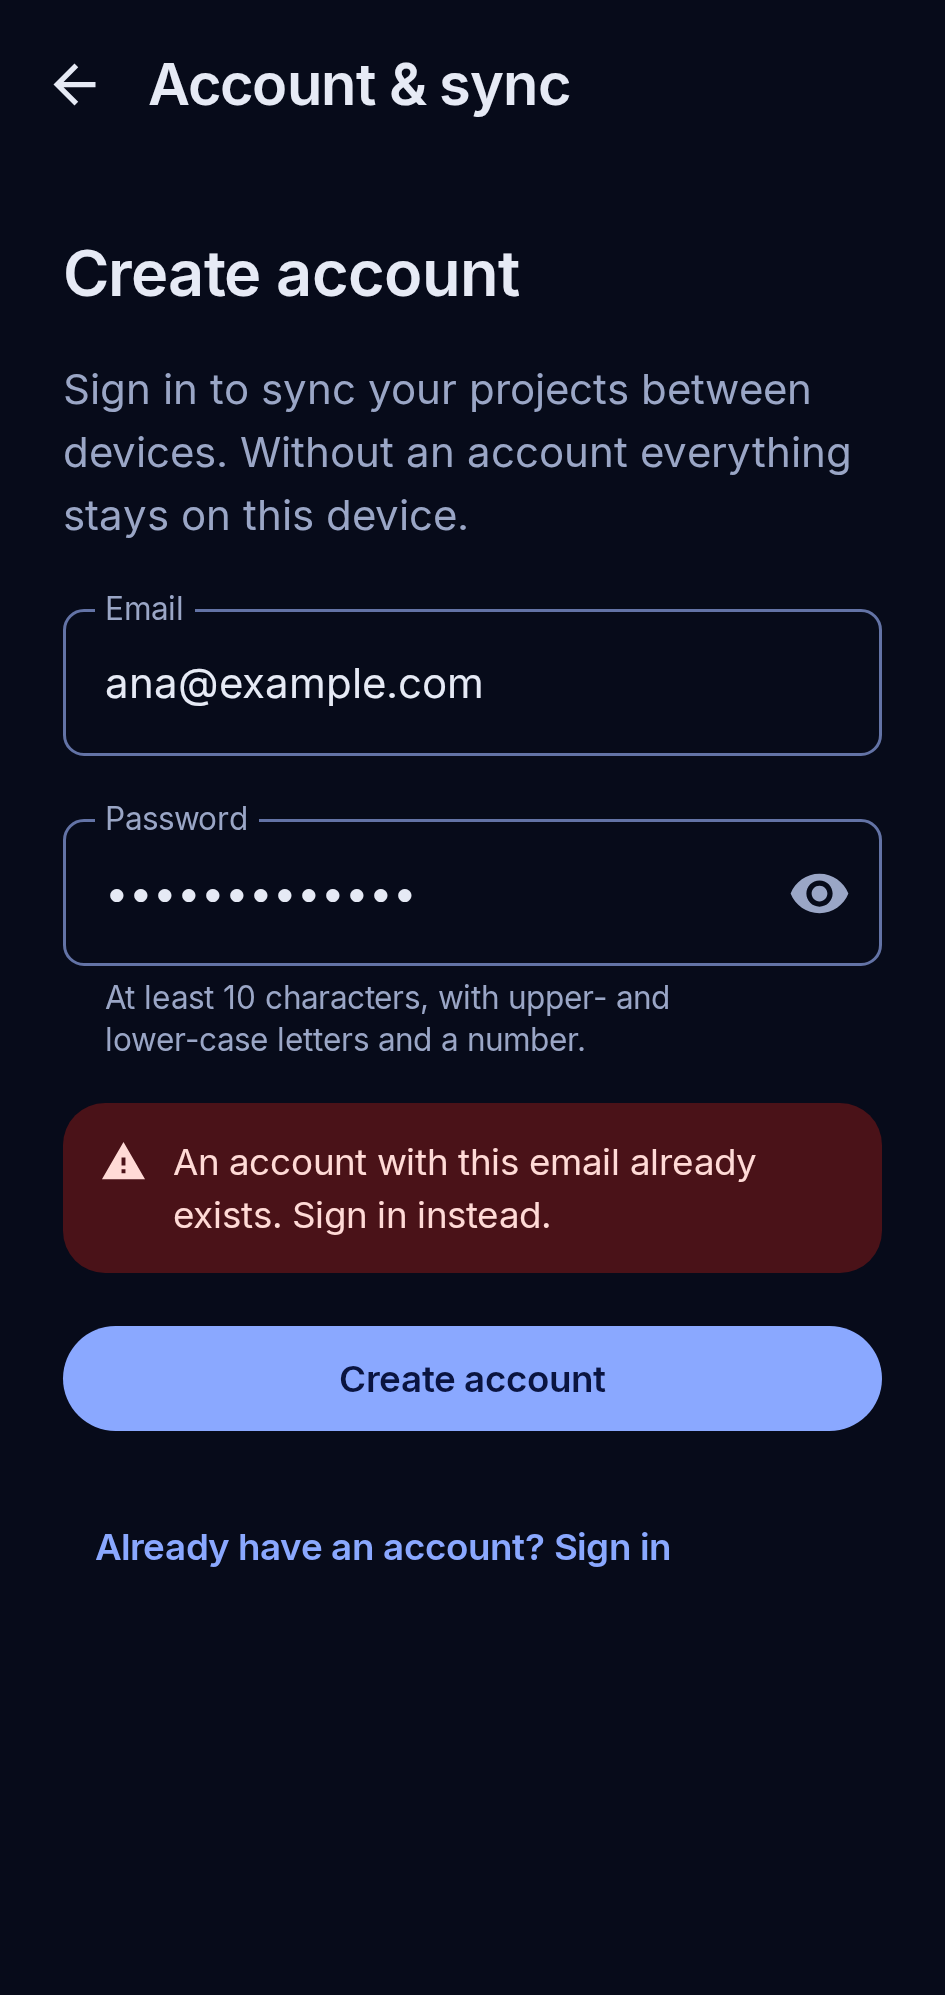 Account & sync
Create account
Sign in to sync your projects between
devices. Without an account everything
stays on this device.
Email
ana@example.com
Password
•••••••••••••
At least 10 characters, with upper- and
lower-case letters and a number.
An account with this email already
exists. Sign in instead.
Create account
Already have an account? Sign in